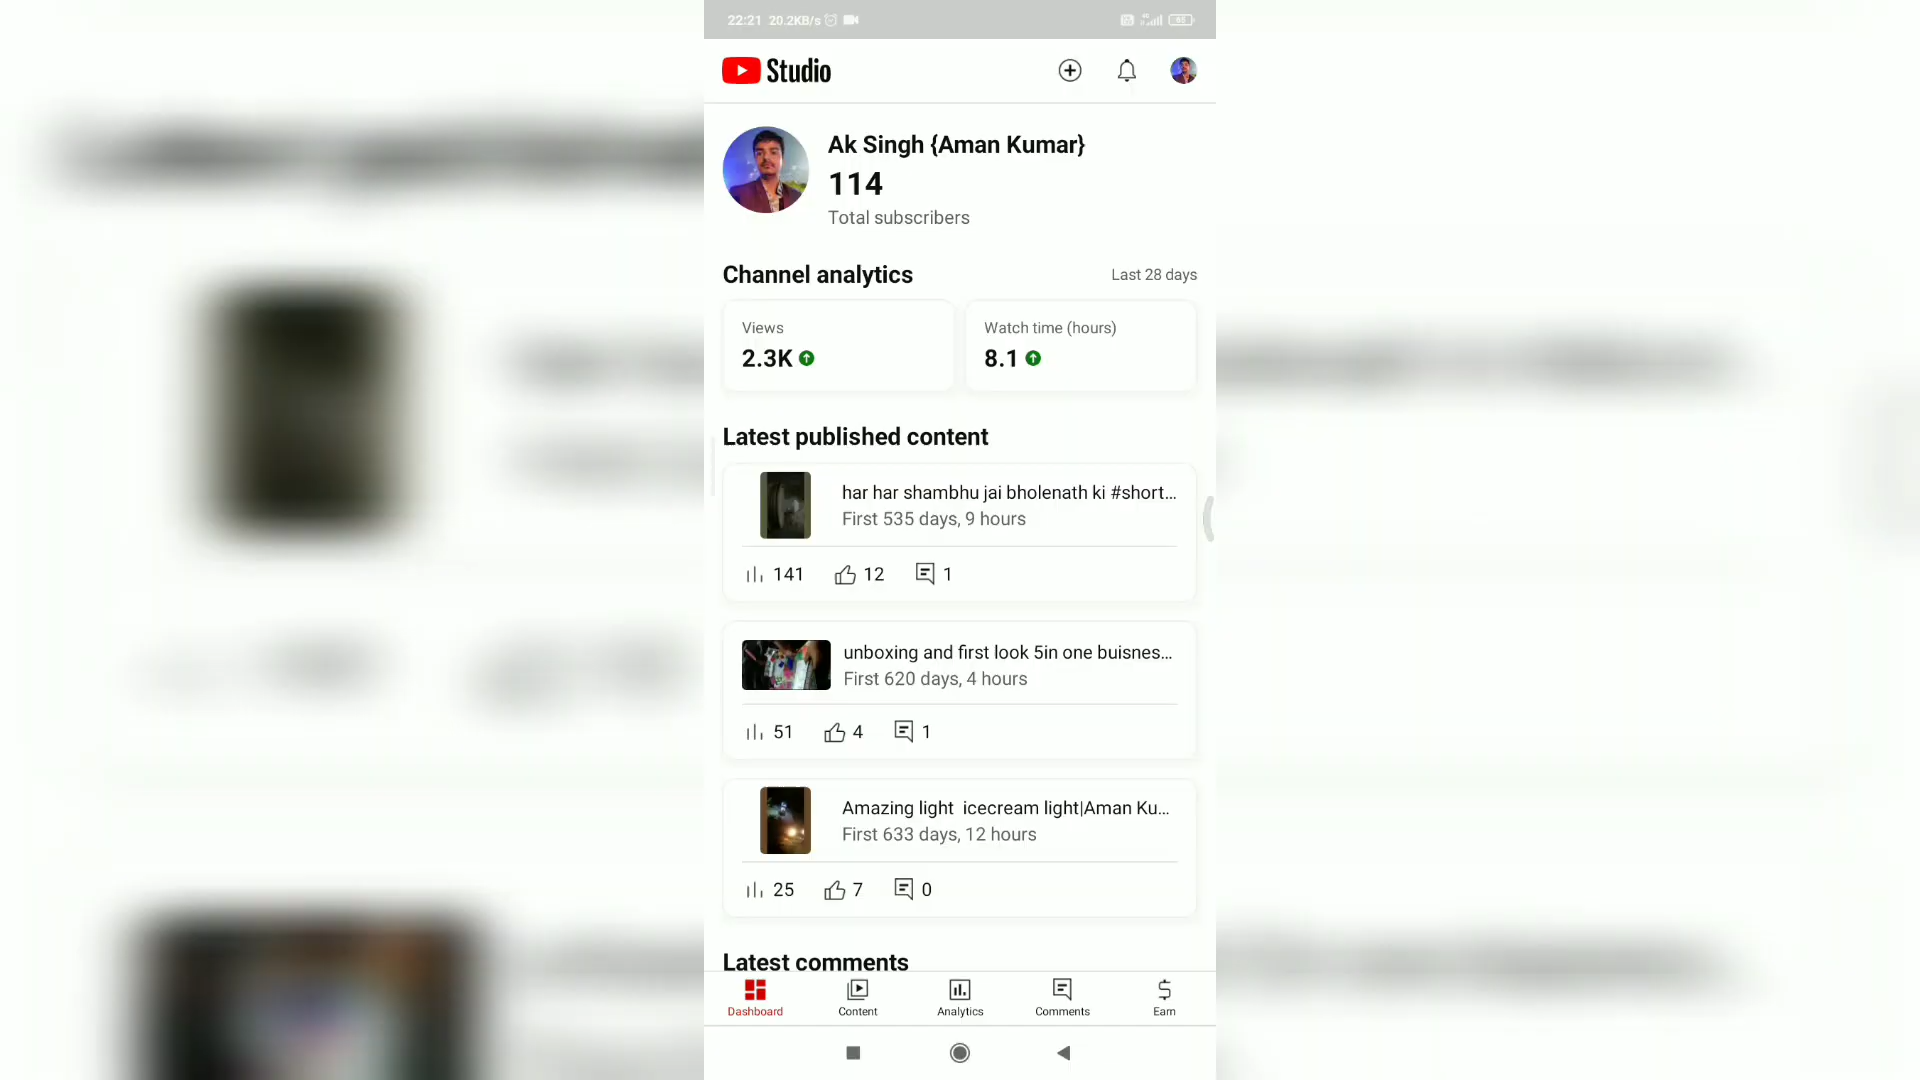 22:21 20.2KB/s
Studio
Ak Singh {Aman Kumar}
114
Total subscribers
Channel analytics
Last 28 days
Views
2.3K
Watch time (hours)
8.1
Latest published content
har har shambhu jai bholenath ki #short...
First 535 days, 9 hours
141 12 1
unboxing and first look 5in one buisnes...
First 620 days, 4 hours
51 4 1
Amazing light icecream light|Aman Ku...
First 633 days, 12 hours
25 7 0
Latest comments
Dashboard Content Analytics Comments Earn